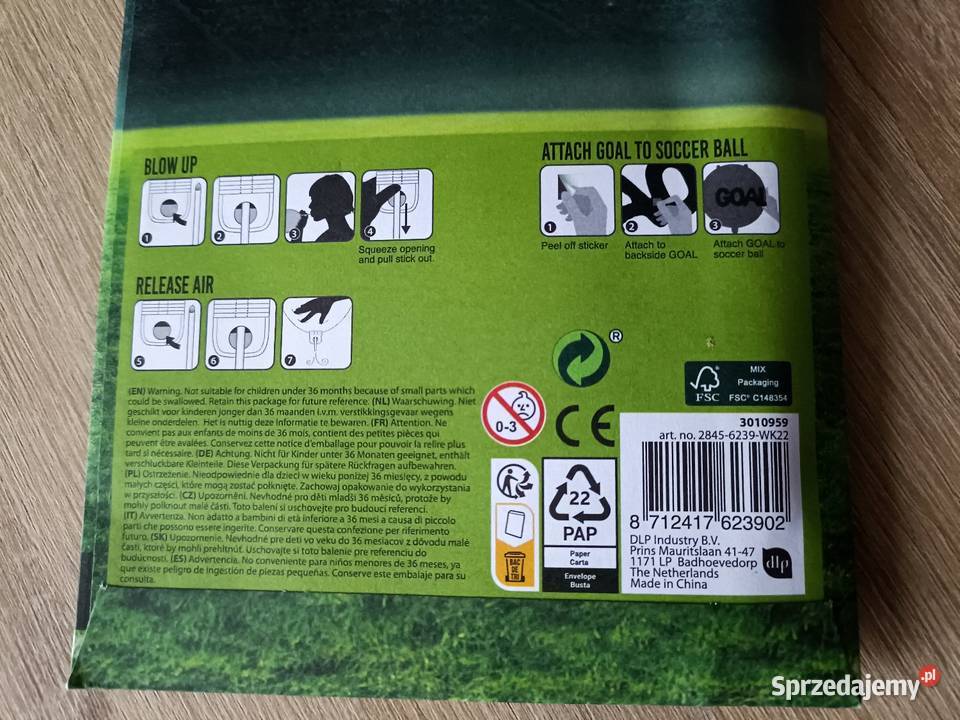 BLOW UP
1
2
3
4
Squeeze opening
and pull stick out.
ATTACH GOAL TO SOCCER BALL
1
2
3
GOAL
Peel off sticker
Attach to
backside GOAL
Attach GOAL to
soccer ball
RELEASE AIR
5
6
7
(EN) Warning. Not suitable for children under 36 months because of small parts which
could be swallowed. Retain this package for future reference. (NL) Waarschuwing. Niet
geschikt voor kinderen jonger dan 36 maanden i.v.m. verstikkingsgevaar wegens
kleine onderdelen. Het is nuttig deze informatie te bewaren. (FR) Attention. Ne
convient pas aux enfants de moins de 36 mois, contient des petites pièces qui
peuvent être avalées. Conservez cette notice d'emballage pour pouvoir la relire plus
tard si nécessaire. (DE) Achtung. Nicht für Kinder unter 36 Monaten geeignet, enthält
verschluckbare Kleinteile. Diese Verpackung für spätere Rückfragen aufbewahren.
(PL) Ostrzeżenie. Nieodpowiednie dla dzieci w wieku poniżej 36 miesięcy, z powodu
małych części, które mogą zostać połknięte. Zachowaj opakowanie do wykorzystania
w przyszłości. (CZ) Upozornění. Nevhodné pro děti mladší 36 měsíců, protože by
mohly polknout malé části. Toto balení si uschovejte pro budoucí referenci.
(IT) Avvertenza. Non adatto a bambini di età inferiore a 36 mesi a causa di piccolo
parti che possono essere ingerite. Conservare questa confezione per riferimento
futuro. (SK) Upozornenie. Nevhodné pre deti vo veku do 36 mesiacov z dôvodu malé
časti, ktoré by mohli prehltnúť. Uschovajte si toto balenie pre referenciu do
budúcnosti. (ES) Advertencia. No conveniente para niños menores de 36 meses, ya
que existe peligro de ingestión de piezas pequeñas. Conserve este embalaje para su
consulta.
0-3
®
CE
FSC
MIX
Packaging
FSC® C148354
BAC
DE
TRI
22
PAP
Paper
Carta
Envelope
Busta
3010959
art. no. 2845-6239-WK22
8 712417 623902
DLP Industry B.V.
Prins Mauritslaan 41-47
1171 LP Badhoevedorp
The Netherlands
Made in China
dlp
Sprzedajemy.pl